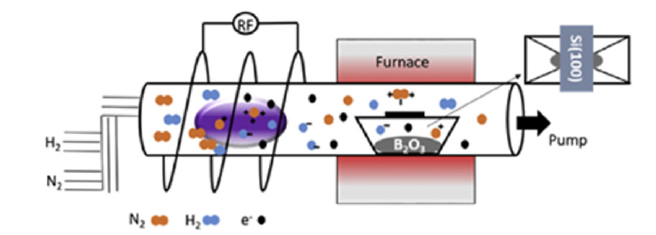 RF
Furnace
Si(100)
H₂
N₂
B₂O₃
Pump
N₂ H₂ e⁻